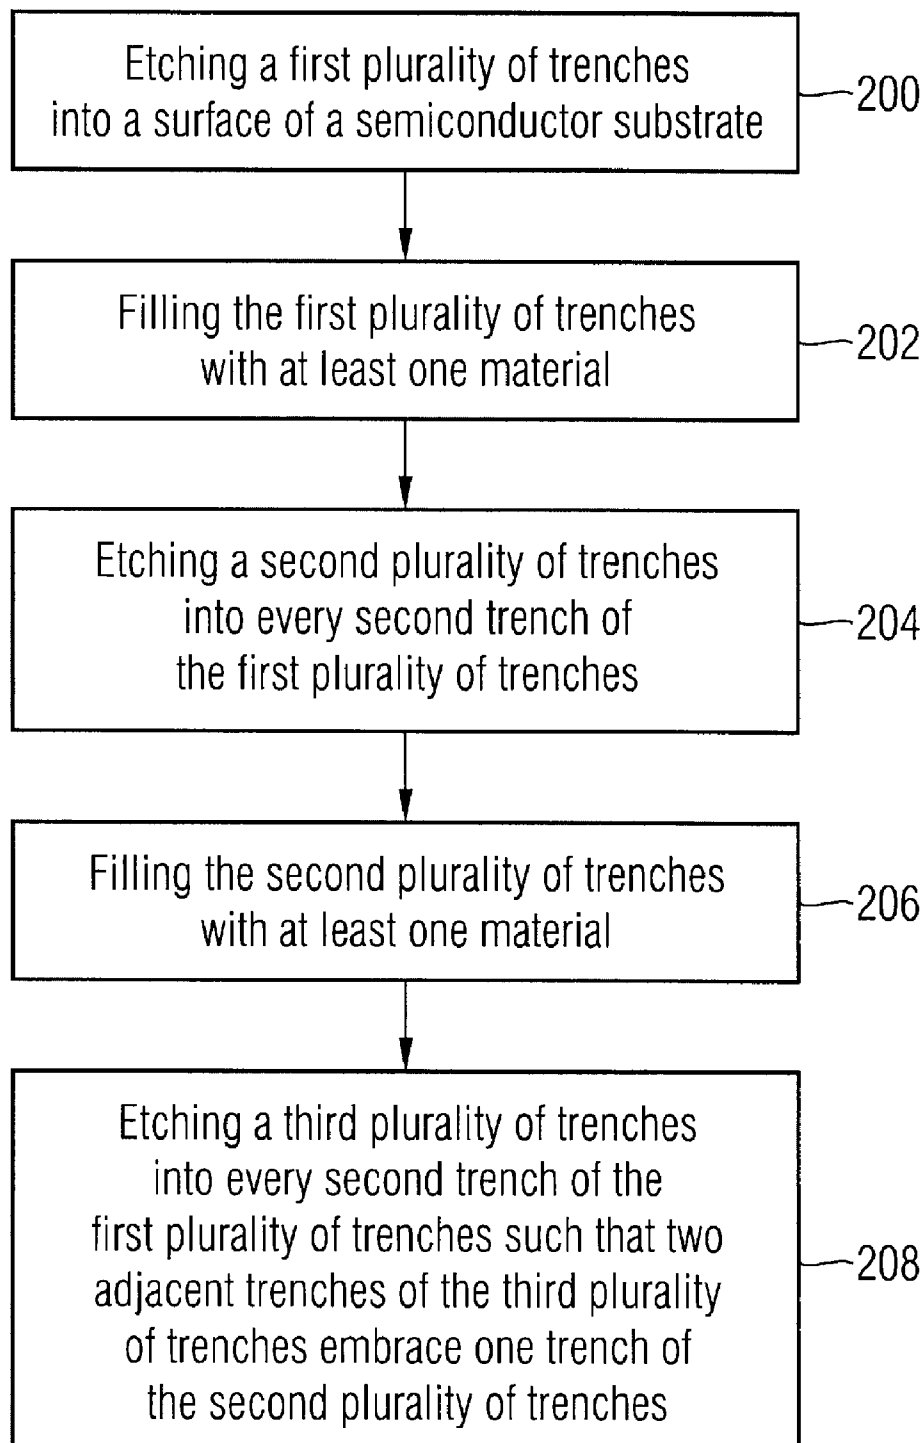 Etching a first plurality of trenches
into a surface of a semiconductor substrate
200
Filling the first plurality of trenches
with at least one material
202
Etching a second plurality of trenches
into every second trench of
the first plurality of trenches
204
Filling the second plurality of trenches
with at least one material
206
Etching a third plurality of trenches
into every second trench of the
first plurality of trenches such that two
adjacent trenches of the third plurality
of trenches embrace one trench of
the second plurality of trenches
208